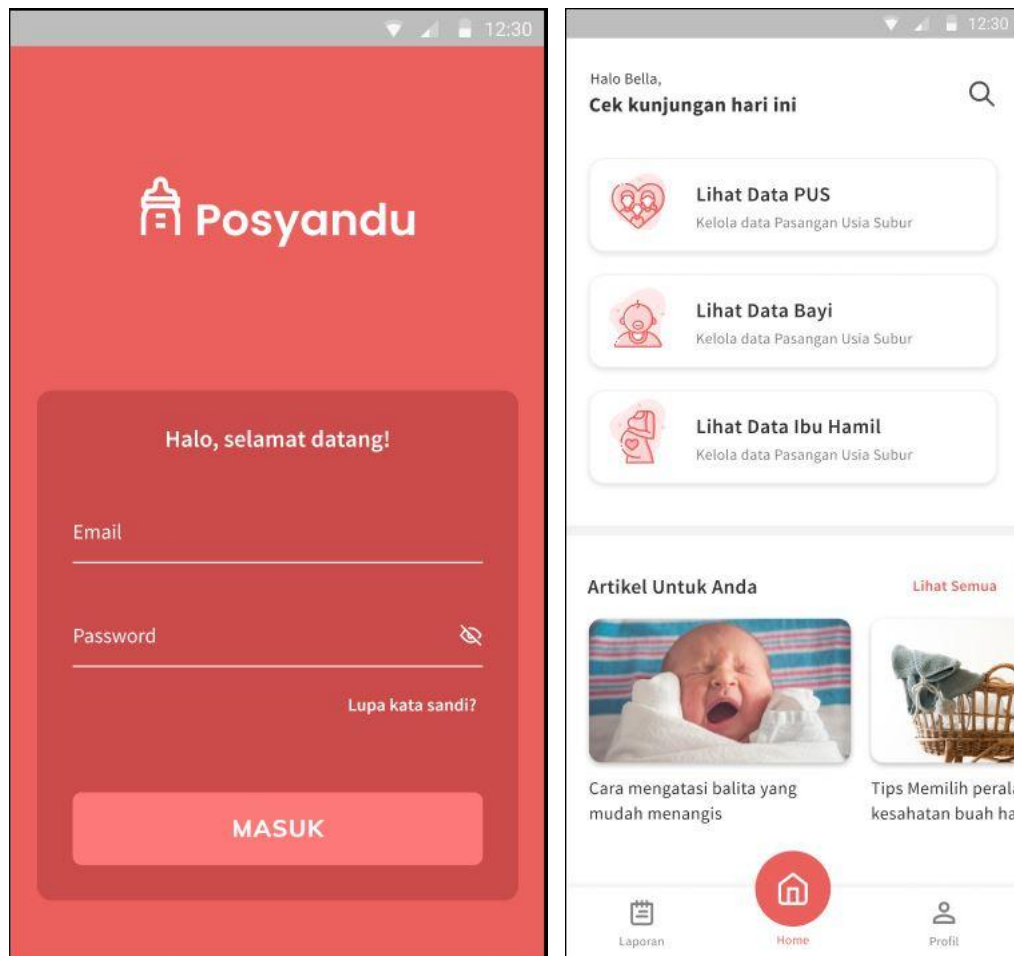 12:30
Posyandu
Halo, selamat datang!
Email
Password
Lupa kata sandi?
MASUK
12:30
Halo Bella,
Cek kunjungan hari ini
Lihat Data PUS
Kelola data Pasangan Usia Subur
Lihat Data Bayi
Kelola data Pasangan Usia Subur
Lihat Data Ibu Hamil
Kelola data Pasangan Usia Subur
Artikel Untuk Anda
Lihat Semua
Cara mengatasi balita yang
mudah menangis
Tips Memilih perala
kesahatan buah ha
Laporan
Home
Profil